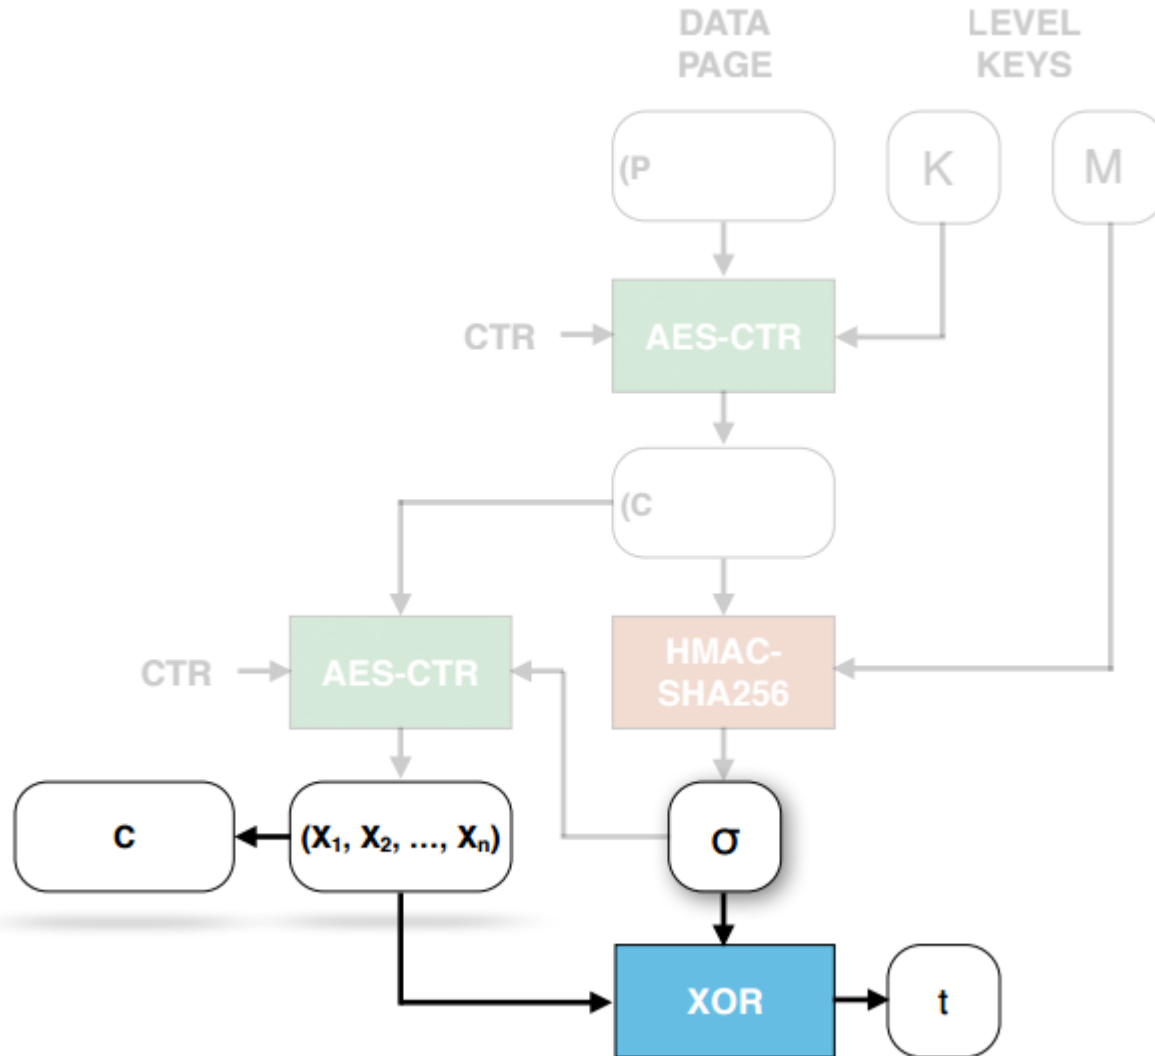 DATA
PAGE
LEVEL
KEYS
(P
K
M
CTR
AES-CTR
(C
CTR
AES-CTR
HMAC-
SHA256
C
(X₁, X₂, ..., Xₙ)
σ
XOR
t